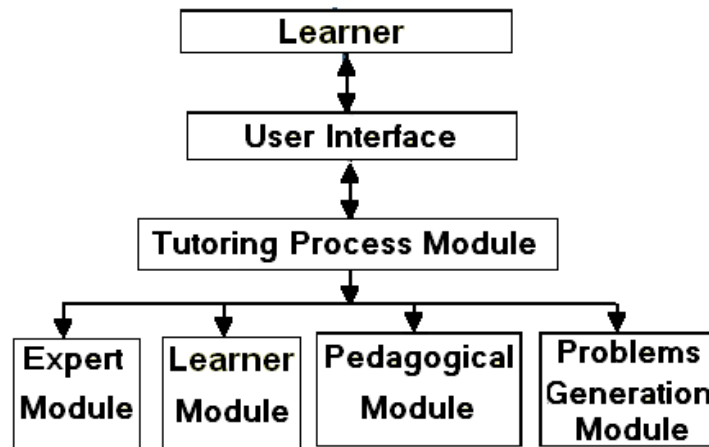 Learner
User Interface
Tutoring Process Module
Expert
Module
Learner
Module
Pedagogical
Module
Problems
Generation
Module